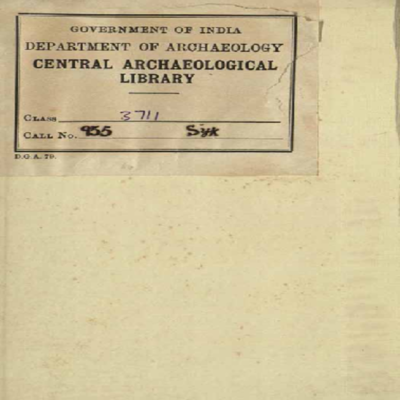 GOVERNMENT OF INDIA
DEPARTMENT OF ARCHAEOLOGY
CENTRAL ARCHAEOLOGICAL
LIBRARY
CLASS 3711
CALL No. 955 Syk
D.G.A. 79.